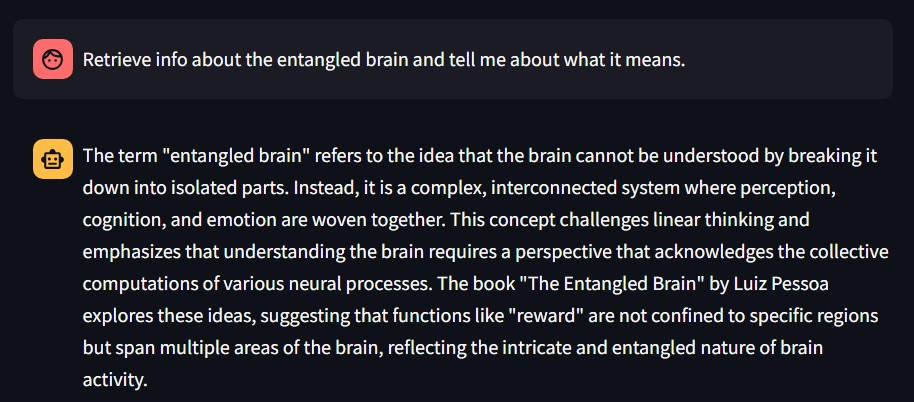 Retrieve info about the entangled brain and tell me about what it means.
The term "entangled brain" refers to the idea that the brain cannot be understood by breaking it
down into isolated parts. Instead, it is a complex, interconnected system where perception,
cognition, and emotion are woven together. This concept challenges linear thinking and
emphasizes that understanding the brain requires a perspective that acknowledges the collective
computations of various neural processes. The book "The Entangled Brain" by Luiz Pessoa
explores these ideas, suggesting that functions like "reward" are not confined to specific regions
but span multiple areas of the brain, reflecting the intricate and entangled nature of brain
activity.